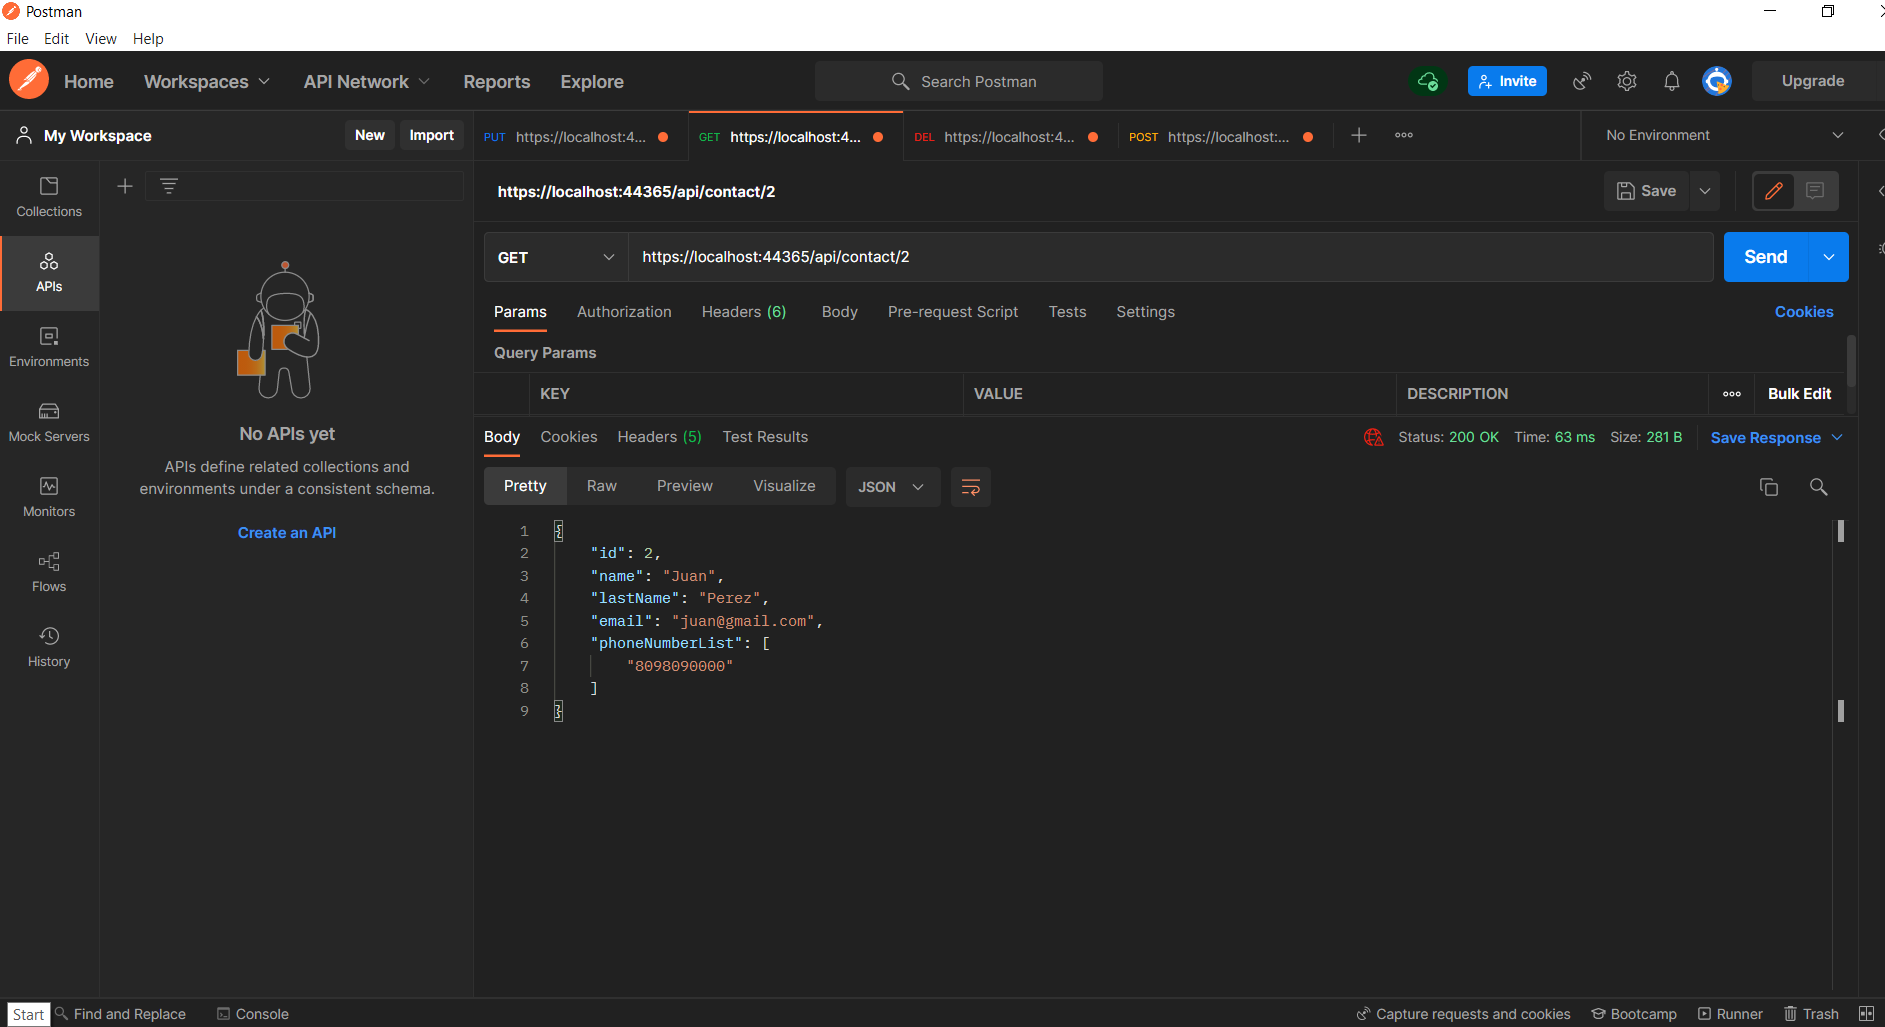 Postman
File Edit View Help
Home Workspaces API Network Reports Explore Search Postman Invite Upgrade
My Workspace New Import PUT https://localhost:4... GET https://localhost:4... DEL https://localhost:4... POST https://localhost:... No Environment
Collections
APIs
Environments
Mock Servers
Monitors
Flows
History
No APIs yet
APIs define related collections and
environments under a consistent schema.
Create an API
https://localhost:44365/api/contact/2 Save
GET https://localhost:44365/api/contact/2 Send
Params Authorization Headers (6) Body Pre-request Script Tests Settings Cookies
Query Params
KEY VALUE DESCRIPTION Bulk Edit
Body Cookies Headers (5) Test Results Status: 200 OK Time: 63 ms Size: 281 B Save Response
Pretty Raw Preview Visualize JSON
1 {
2 "id": 2,
3 "name": "Juan",
4 "lastName": "Perez",
5 "email": "juan@gmail.com",
6 "phoneNumberList": [
7 "8098090000"
8 ]
9 }
Start Find and Replace Console Capture requests and cookies Bootcamp Runner Trash